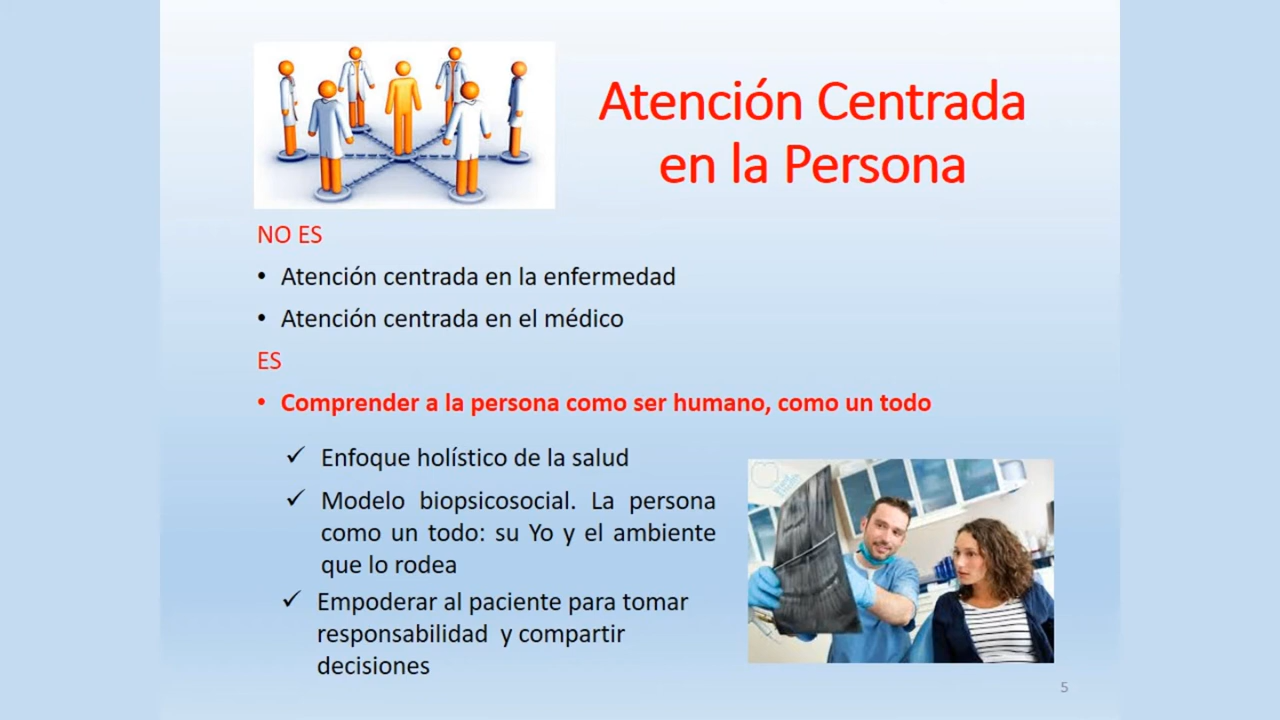 Atención Centrada
en la Persona
NO ES
• Atención centrada en la enfermedad
• Atención centrada en el médico
ES
• Comprender a la persona como ser humano, como un todo
✓ Enfoque holístico de la salud
✓ Modelo biopsicosocial. La persona
como un todo: su Yo y el ambiente
que lo rodea
✓ Empoderar al paciente para tomar
responsabilidad y compartir
decisiones
5